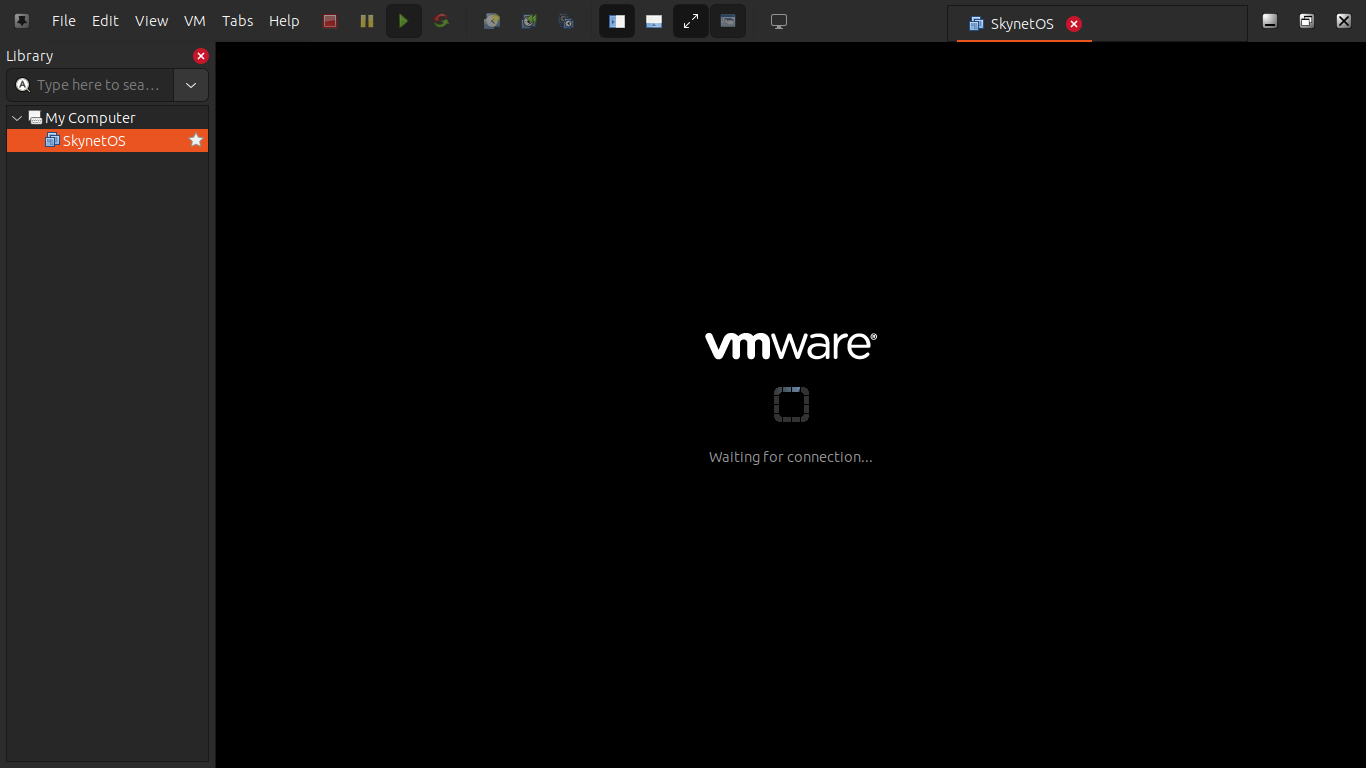 File Edit View VM Tabs Help
SkynetOS
Library
Type here to sea...
My Computer
SkynetOS
vmware®
Waiting for connection...